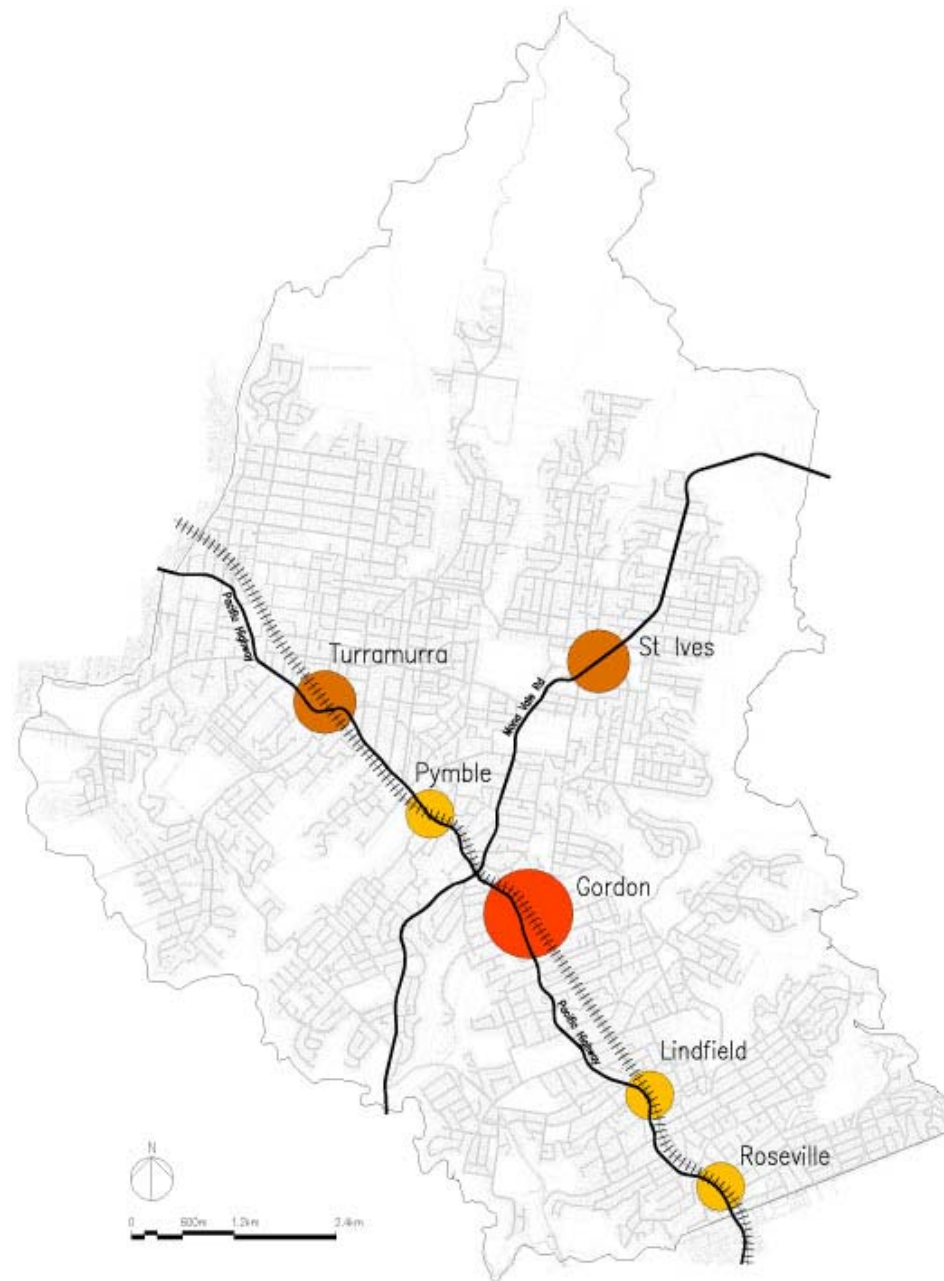 Pacific Highway
Turramurra
St Ives
Mona Vale Rd
Pymble
Gordon
Pacific Highway
Lindfield
Roseville
N
0 600m 1.2km 2.4km